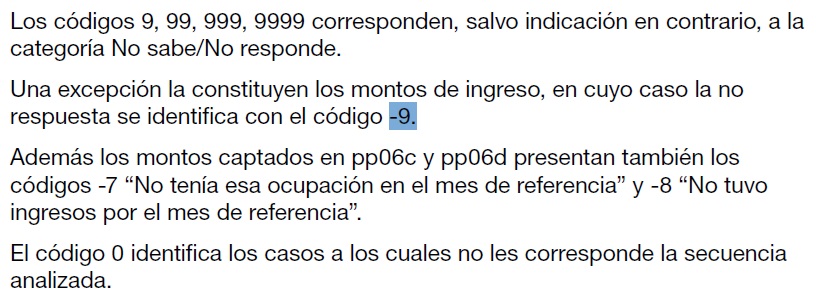 Los códigos 9, 99, 999, 9999 corresponden, salvo indicación en contrario, a la
categoría No sabe/No responde.
Una excepción la constituyen los montos de ingreso, en cuyo caso la no
respuesta se identifica con el código -9.
Además los montos captados en pp06c y pp06d presentan también los
códigos -7 “No tenía esa ocupación en el mes de referencia” y -8 “No tuvo
ingresos por el mes de referencia”.
El código 0 identifica los casos a los cuales no les corresponde la secuencia
analizada.